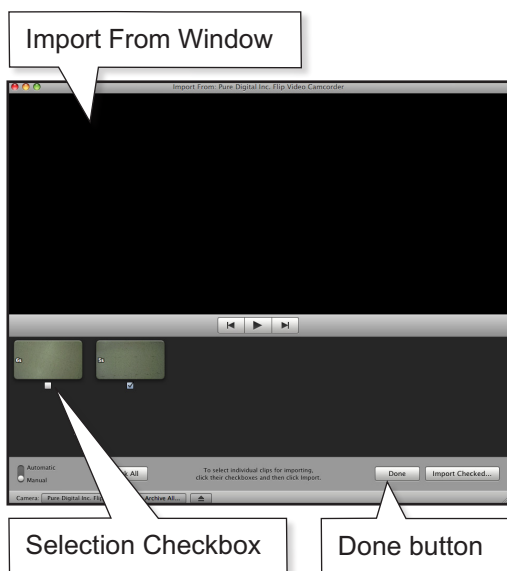 Import From Window
Import From: Pure Digital Inc. Flip Video Camcorder
6s
5s
Automatic
Manual
All
To select individual clips for importing,
click their checkboxes and then click Import.
Done
Import Checked...
Camera: Pure Digital Inc. Archive All...
Selection Checkbox
Done button